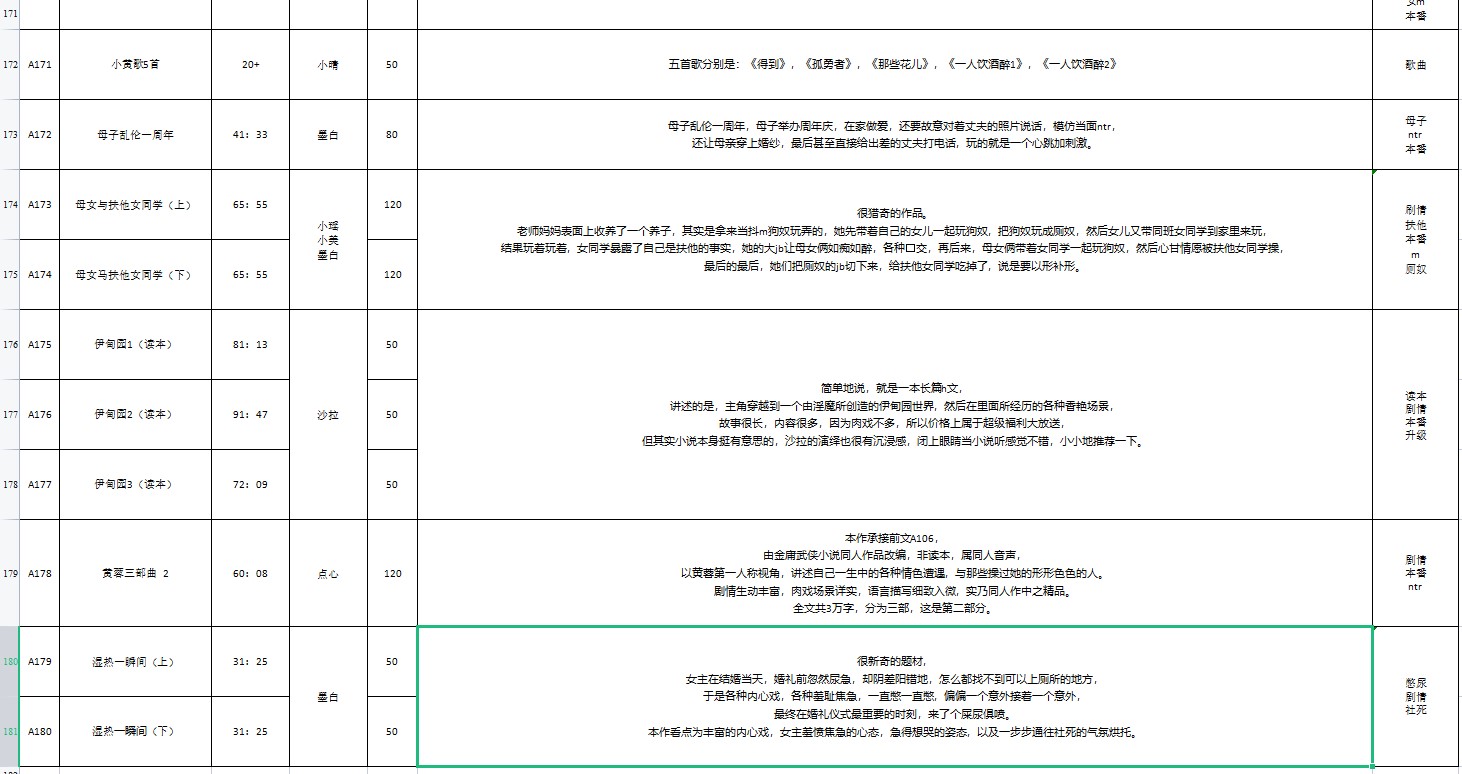 171
女m
本番
172 A171 小黄歌5首 20+ 小晴 50 五首歌分别是：《得到》，《孤勇者》，《那些花儿》，《一人饮酒醉1》，《一人饮酒醉2》 歌曲
173 A172 母子乱伦一周年 41：33 墨白 80
母子乱伦一周年，母子举办周年庆，在家做爱，还要故意对着丈夫的照片说话，模仿当面ntr，
还让母亲穿上婚纱，最后甚至直接给出差的丈夫打电话，玩的就是一个心跳加刺激。
母子
ntr
本番
174 A173 母女与扶他女同学（上） 65：55 120
175 A174 母女马扶他女同学（下） 65：55 120
小瑶
小美
墨白
很猎奇的作品。
老师妈妈表面上收养了一个养子，其实是拿来当抖m狗奴玩弄的，她先带着自己的女儿一起玩狗奴，把狗奴玩成厕奴，然后女儿又带同班女同学到家里来玩，
结果玩着玩着，女同学暴露了自己是扶他的事实，她的大jb让母女俩如痴如醉，各种口交，再后来，母女俩带着女同学一起玩狗奴，然后心甘情愿被扶他女同学操，
最后的最后，她们把厕奴的jb切下来，给扶他女同学吃掉了，说是要以形补形。
剧情
扶他
本番
m
厕奴
176 A175 伊甸园1（读本） 81：13 50
177 A176 伊甸园2（读本） 91：47 沙拉 50
178 A177 伊甸园3（读本） 72：09 50
简单地说，就是一本长篇h文，
讲述的是，主角穿越到一个由淫魔所创造的伊甸园世界，然后在里面所经历的各种香艳场景，
故事很长，内容很多，因为肉戏不多，所以价格上属于超级福利大放送，
但其实小说本身挺有意思的，沙拉的演绎也很有沉浸感，闭上眼睛当小说听感觉不错，小小地推荐一下。
读本
剧情
本番
升级
179 A178 黄蓉三部曲 2 60：08 点心 120
本作承接前文A106，
由金庸武侠小说同人作品改编，非读本，属同人音声，
以黄蓉第一人称视角，讲述自己一生中的各种情色遭遇，与那些操过她的形形色色的人。
剧情生动丰富，肉戏场景详实，语言描写细致入微，实乃同人作中之精品。
全文共3万字，分为三部，这是第二部分。
剧情
本番
ntr
180 A179 湿热一瞬间（上） 31：25 50
181 A180 湿热一瞬间（下） 31：25 50
墨白
很新奇的题材，
女主在结婚当天，婚礼前忽然尿急，却阴差阳错地，怎么都找不到可以上厕所的地方，
于是各种内心戏，各种羞耻焦急，一直憋一直憋，偏偏一个意外接着一个意外，
最终在婚礼仪式最重要的时刻，来了个屎尿俱喷。
本作看点为丰富的内心戏，女主羞愤焦急的心态，急得想哭的姿态，以及一步步通往社死的气氛烘托。
憋尿
剧情
社死